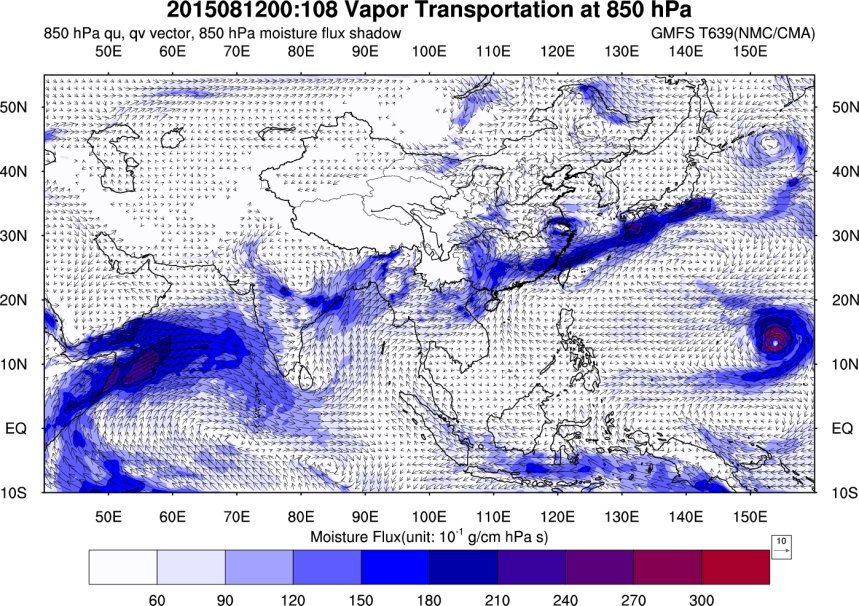 2015081200:108 Vapor Transportation at 850 hPa
850 hPa qu, qv vector, 850 hPa moisture flux shadow GMFS T639(NMC/CMA)
50E 60E 70E 80E 90E 100E 110E 120E 130E 140E 150E
50N 50N
40N 40N
30N 30N
20N 20N
10N 10N
EQ EQ
10S 10S
50E 60E 70E 80E 90E 100E 110E 120E 130E 140E 150E
Moisture Flux(unit: 10⁻¹ g/cm hPa s)
10
60 90 120 150 180 210 240 270 300